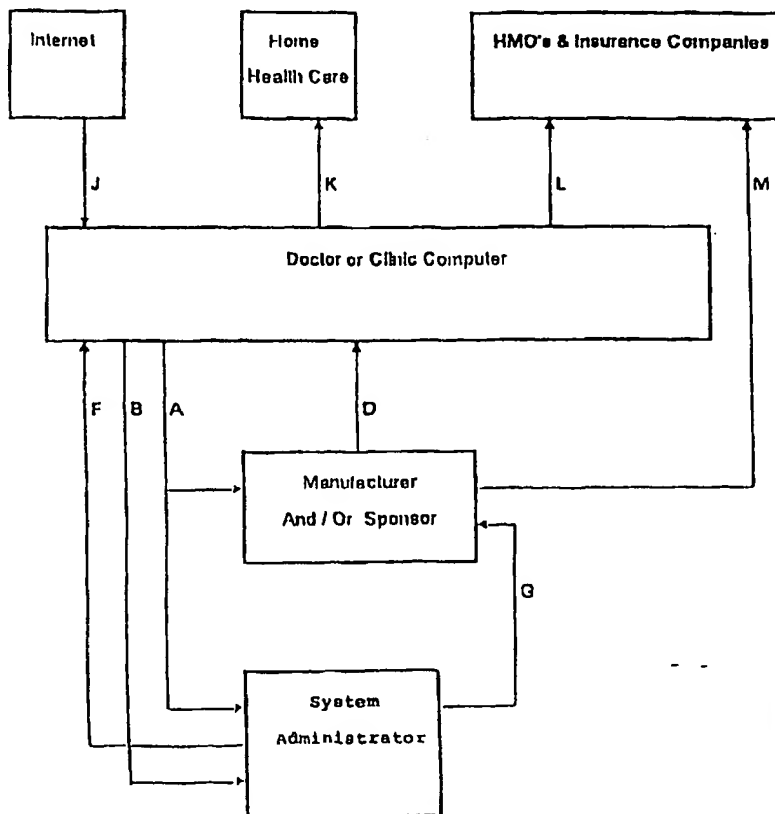 Internet
Home
Health Care
HMO's & Insurance Companies
J
K
L
M
Doctor or Clinic Computer
F
B
A
D
Manufacturer
And / Or Sponsor
G
System
Administrator